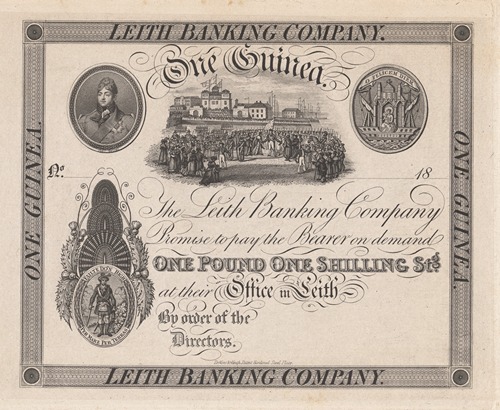 LEITH BANKING COMPANY.
One Guinea.
O FELICEM DIEM
ONE GUINEA.
ONE GUINEA.
No.
18
The Leith Banking Company
Promise to pay the Bearer on demand
ONE POUND ONE SHILLING Stg
at their Office in Leith
By order of the
Directors.
LEITH BANKING COMPANY.